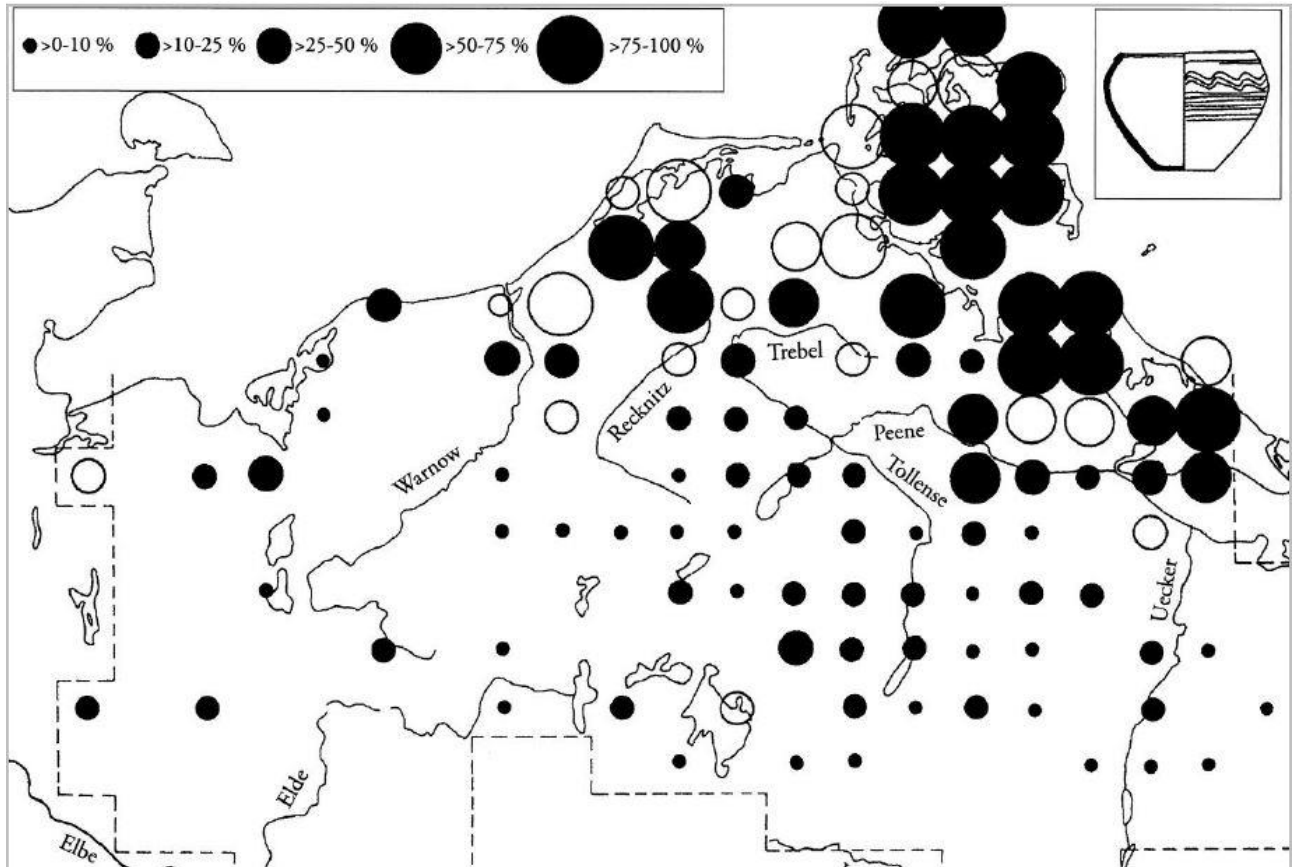 >0-10 % >10-25 % >25-50 % >50-75 % >75-100 %
Trebel
Recknitz
Peene
Warnow
Tollense
Uecker
Elde
Elbe